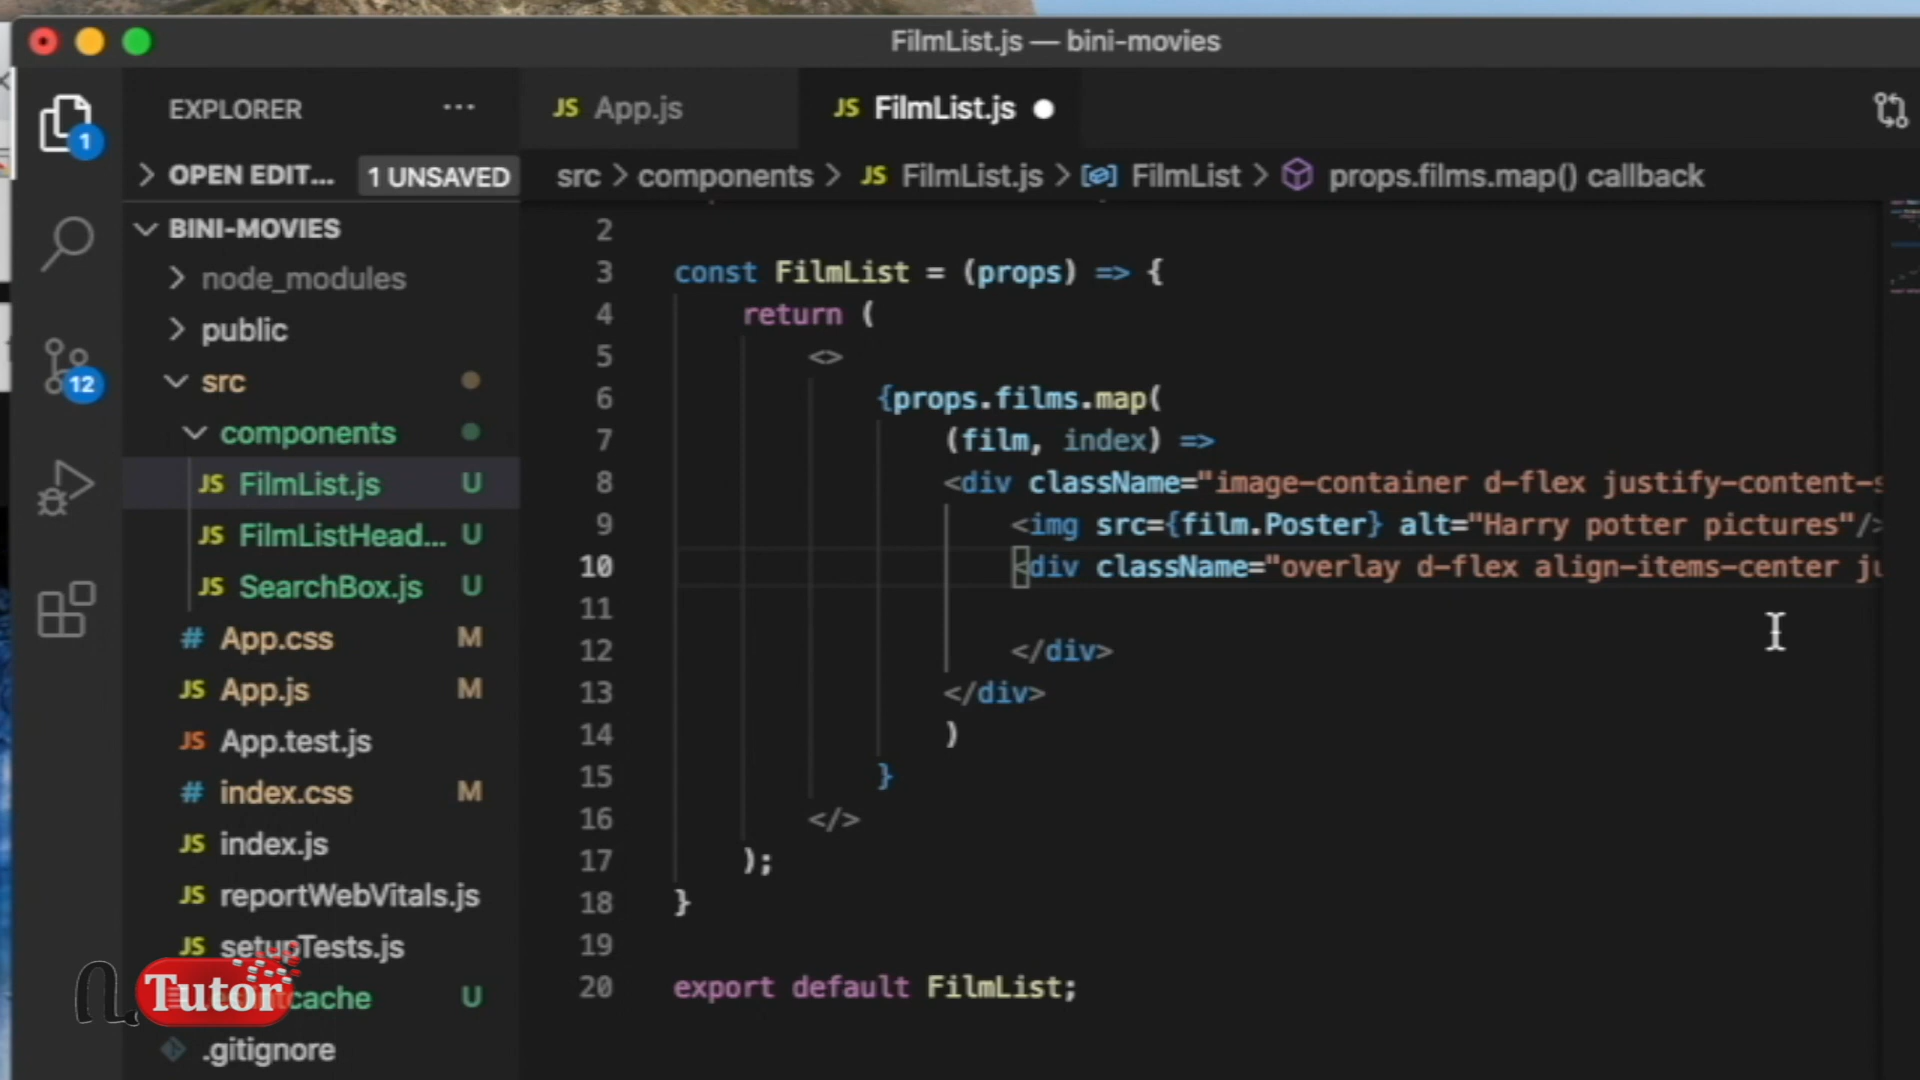 FilmList.js — bini-movies
EXPLORER
1
JS App.js
JS FilmList.js
OPEN EDIT... 1 UNSAVED
src > components > JS FilmList.js > FilmList > props.films.map() callback
BINI-MOVIES
node_modules
public
src
12
components
JS FilmList.js U
JS FilmListHead... U
JS SearchBox.js U
# App.css M
JS App.js M
JS App.test.js
# index.css M
JS index.js
JS reportWebVitals.js
JS setupTests.js
cache U
.gitignore
2
3 const FilmList = (props) => {
4 return (
5 <>
6 {props.films.map(
7 (film, index) =>
8 <div className="image-container d-flex justify-content-s
9 <img src={film.Poster} alt="Harry potter pictures"/>
10 <div className="overlay d-flex align-items-center ju
11
12 </div>
13 </div>
14 )
15 }
16 </>
17 );
18 }
19
20 export default FilmList;
Tutor